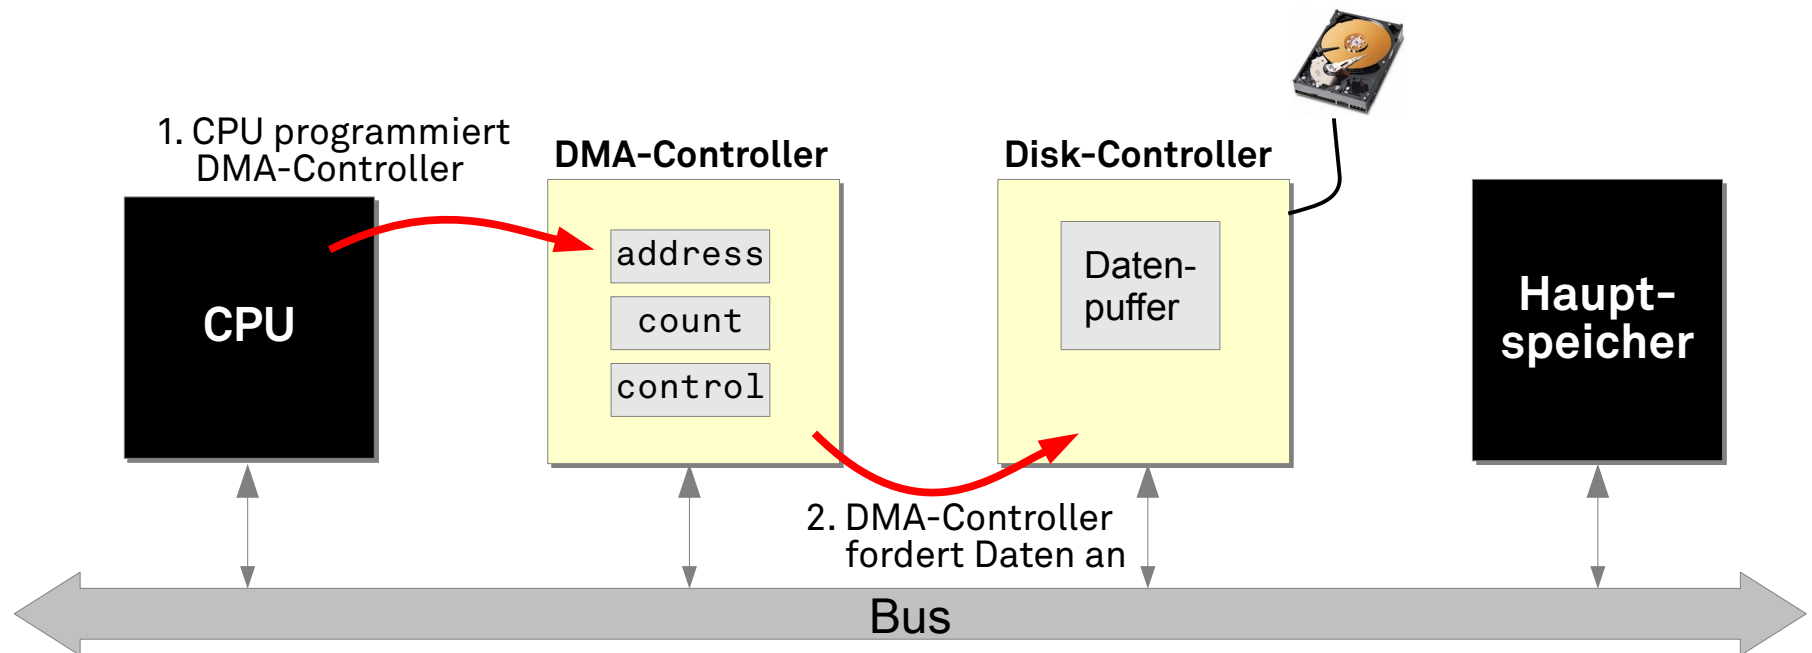 1. CPU programmiert
DMA-Controller
DMA-Controller
Disk-Controller
CPU
address
count
control
Daten-
puffer
Haupt-
speicher
2. DMA-Controller
fordert Daten an
Bus